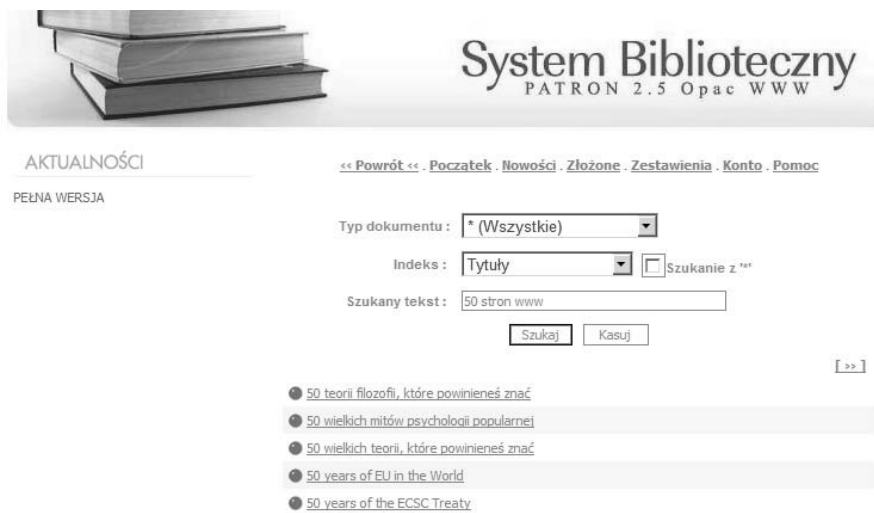 System Biblioteczny
PATRON 2.5 Opac WWW
AKTUALNOŚCI
PEŁNA WERSJA
<< Powrót << . Początek . Nowości . Złożone . Zestawienia . Konto . Pomoc
Typ dokumentu : * (Wszystkie)
Indeks : Tytuły Szukanie z '*'
Szukany tekst : 50 stron www
Szukaj Kasuj
[ >> ]
50 teorii filozofii, które powinieneś znać
50 wielkich mitów psychologii popularnej
50 wielkich teorii, które powinieneś znać
50 years of EU in the World
50 years of the ECSC Treaty